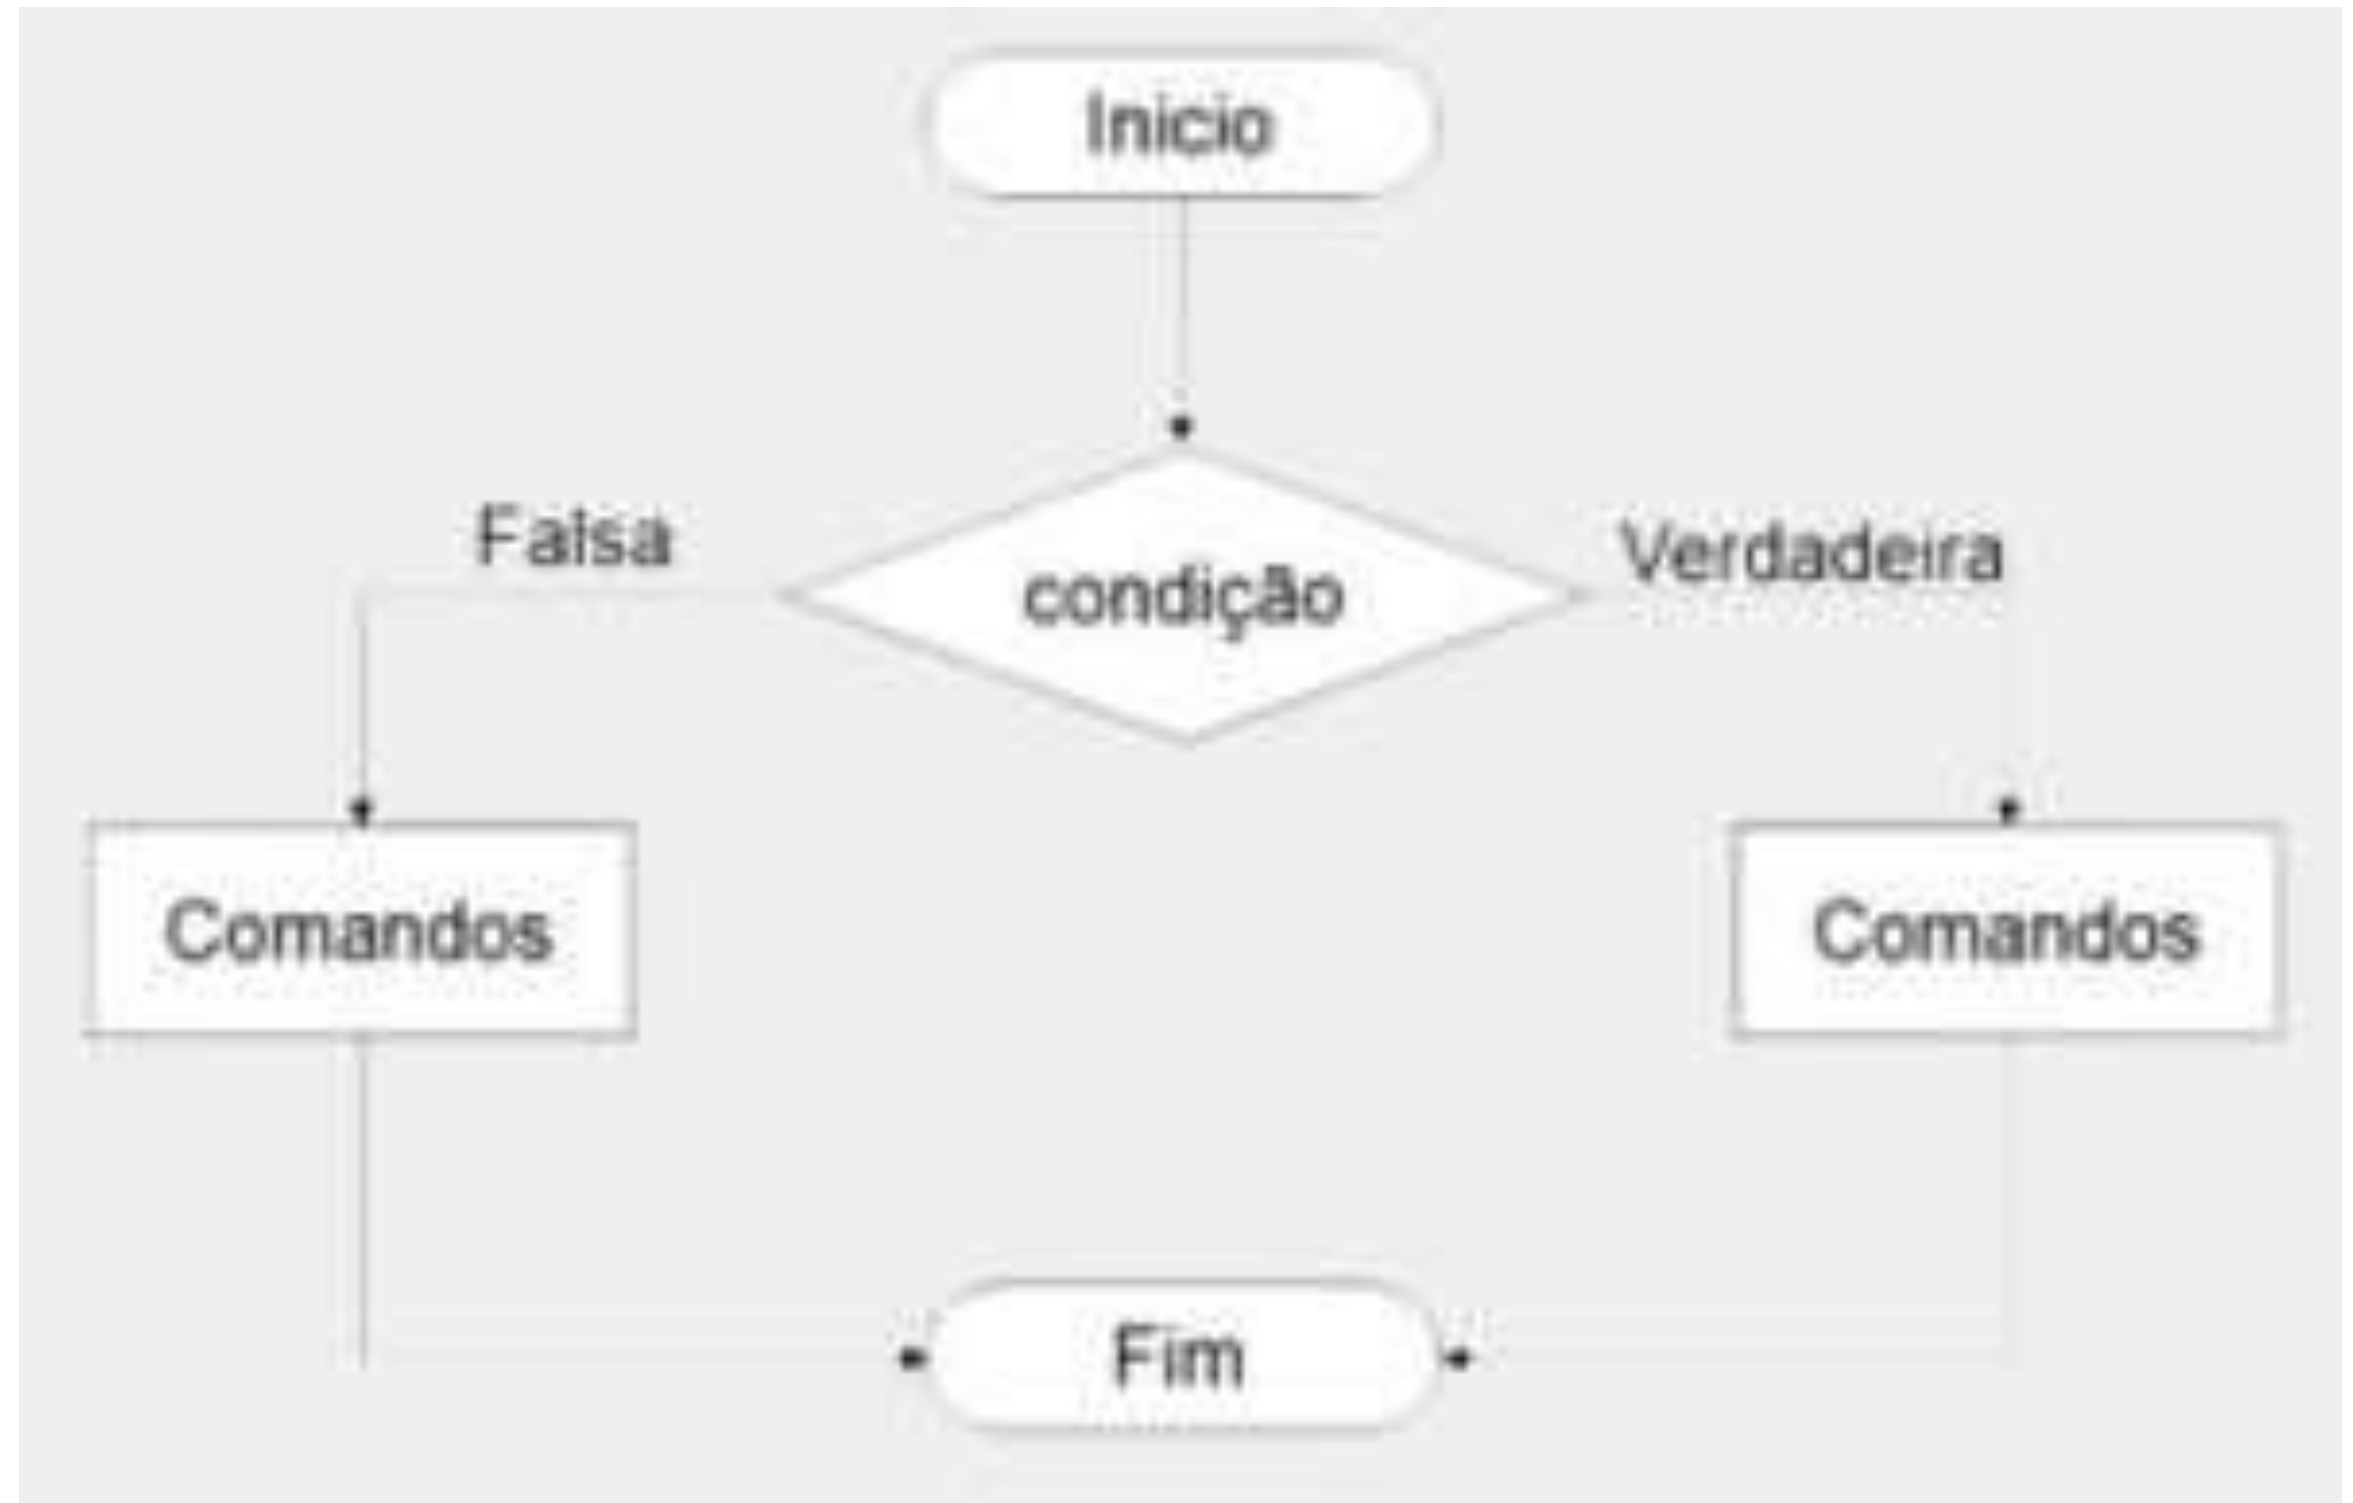 Inicio
Falsa
Verdadeira
condição
Comandos
Comandos
Fim